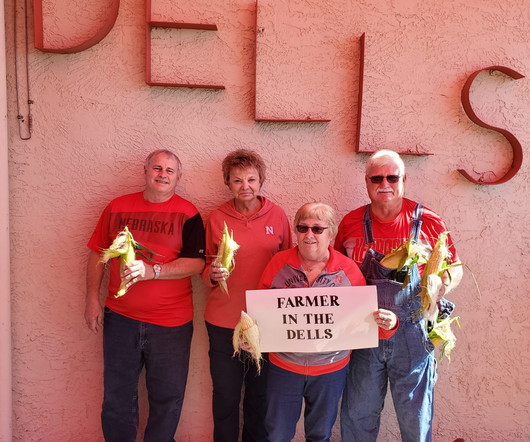 DELLS
NEBRASKA
N
FARMER
IN THE
DELLS